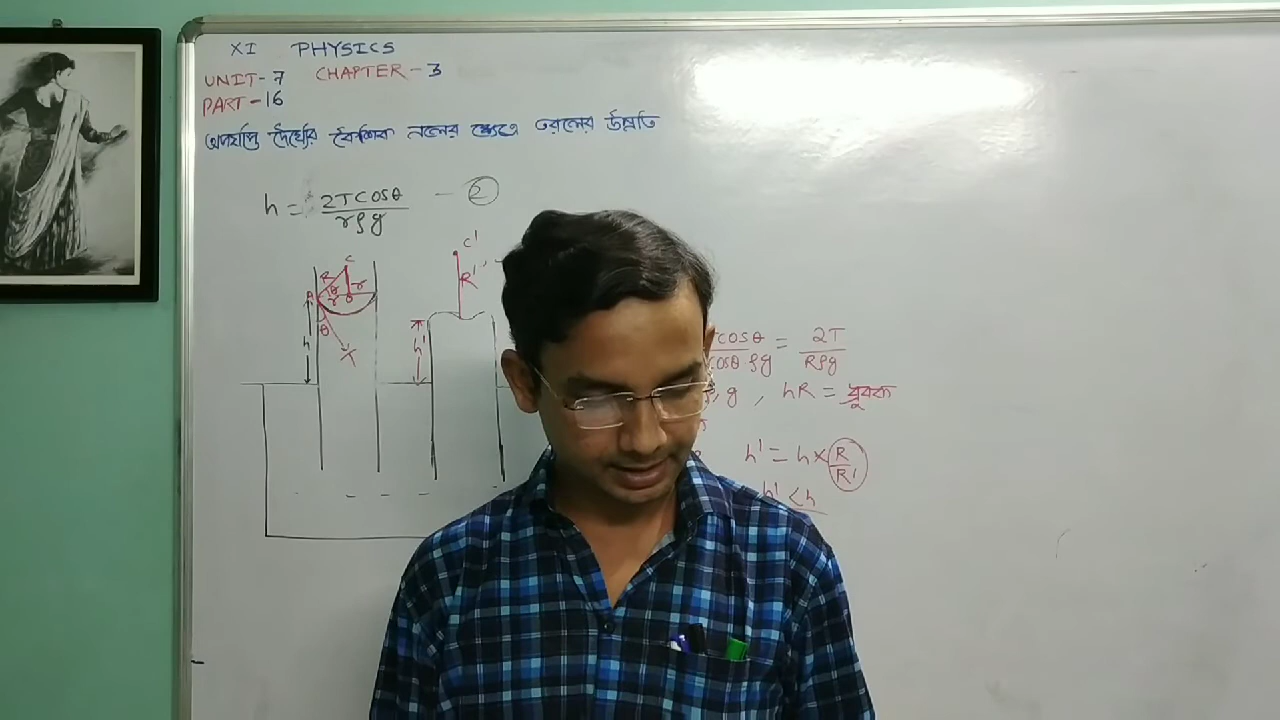 XI PHYSICS
UNIT-7 CHAPTER-3
PART-16
অপর্যাপ্ত দৈর্ঘ্যের কৈশিক নলের ক্ষেত্রে তরলের উন্নতি
h = 2Tcosθ / rρg - ②
C'
R'
C
R
θ
r
A
r
O
θ
h
X
h'
cosθ / cosθ ρg = 2T / Rρg
, g , hR = ধ্রুবক
h' = h × R / R'
h' < h